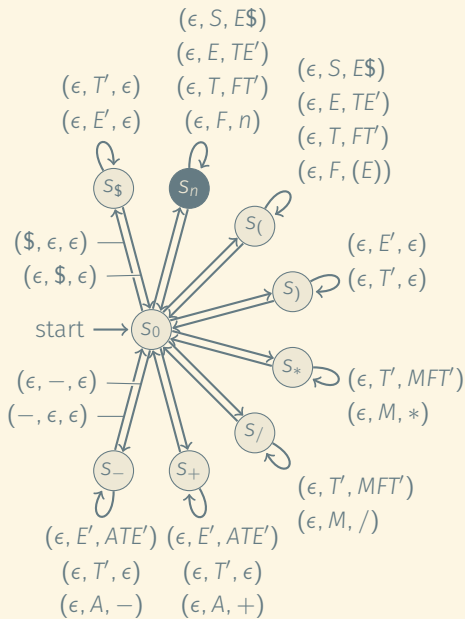 (ϵ, S, E$)
(ϵ, E, TE′)
(ϵ, T, FT′)
(ϵ, F, n)
(ϵ, S, E$)
(ϵ, E, TE′)
(ϵ, T, FT′)
(ϵ, F, (E))
(ϵ, T′, ϵ)
(ϵ, E′, ϵ)
S$
Sn
S(
($, ϵ, ϵ)
(ϵ, $, ϵ)
(ϵ, E′, ϵ)
(ϵ, T′, ϵ)
S)
start
S0
S*
(ϵ, T′, MFT′)
(ϵ, M, *)
(ϵ, −, ϵ)
(−, ϵ, ϵ)
S/
(ϵ, T′, MFT′)
(ϵ, M, /)
S−
S+
(ϵ, E′, ATE′)
(ϵ, T′, ϵ)
(ϵ, A, −)
(ϵ, E′, ATE′)
(ϵ, T′, ϵ)
(ϵ, A, +)